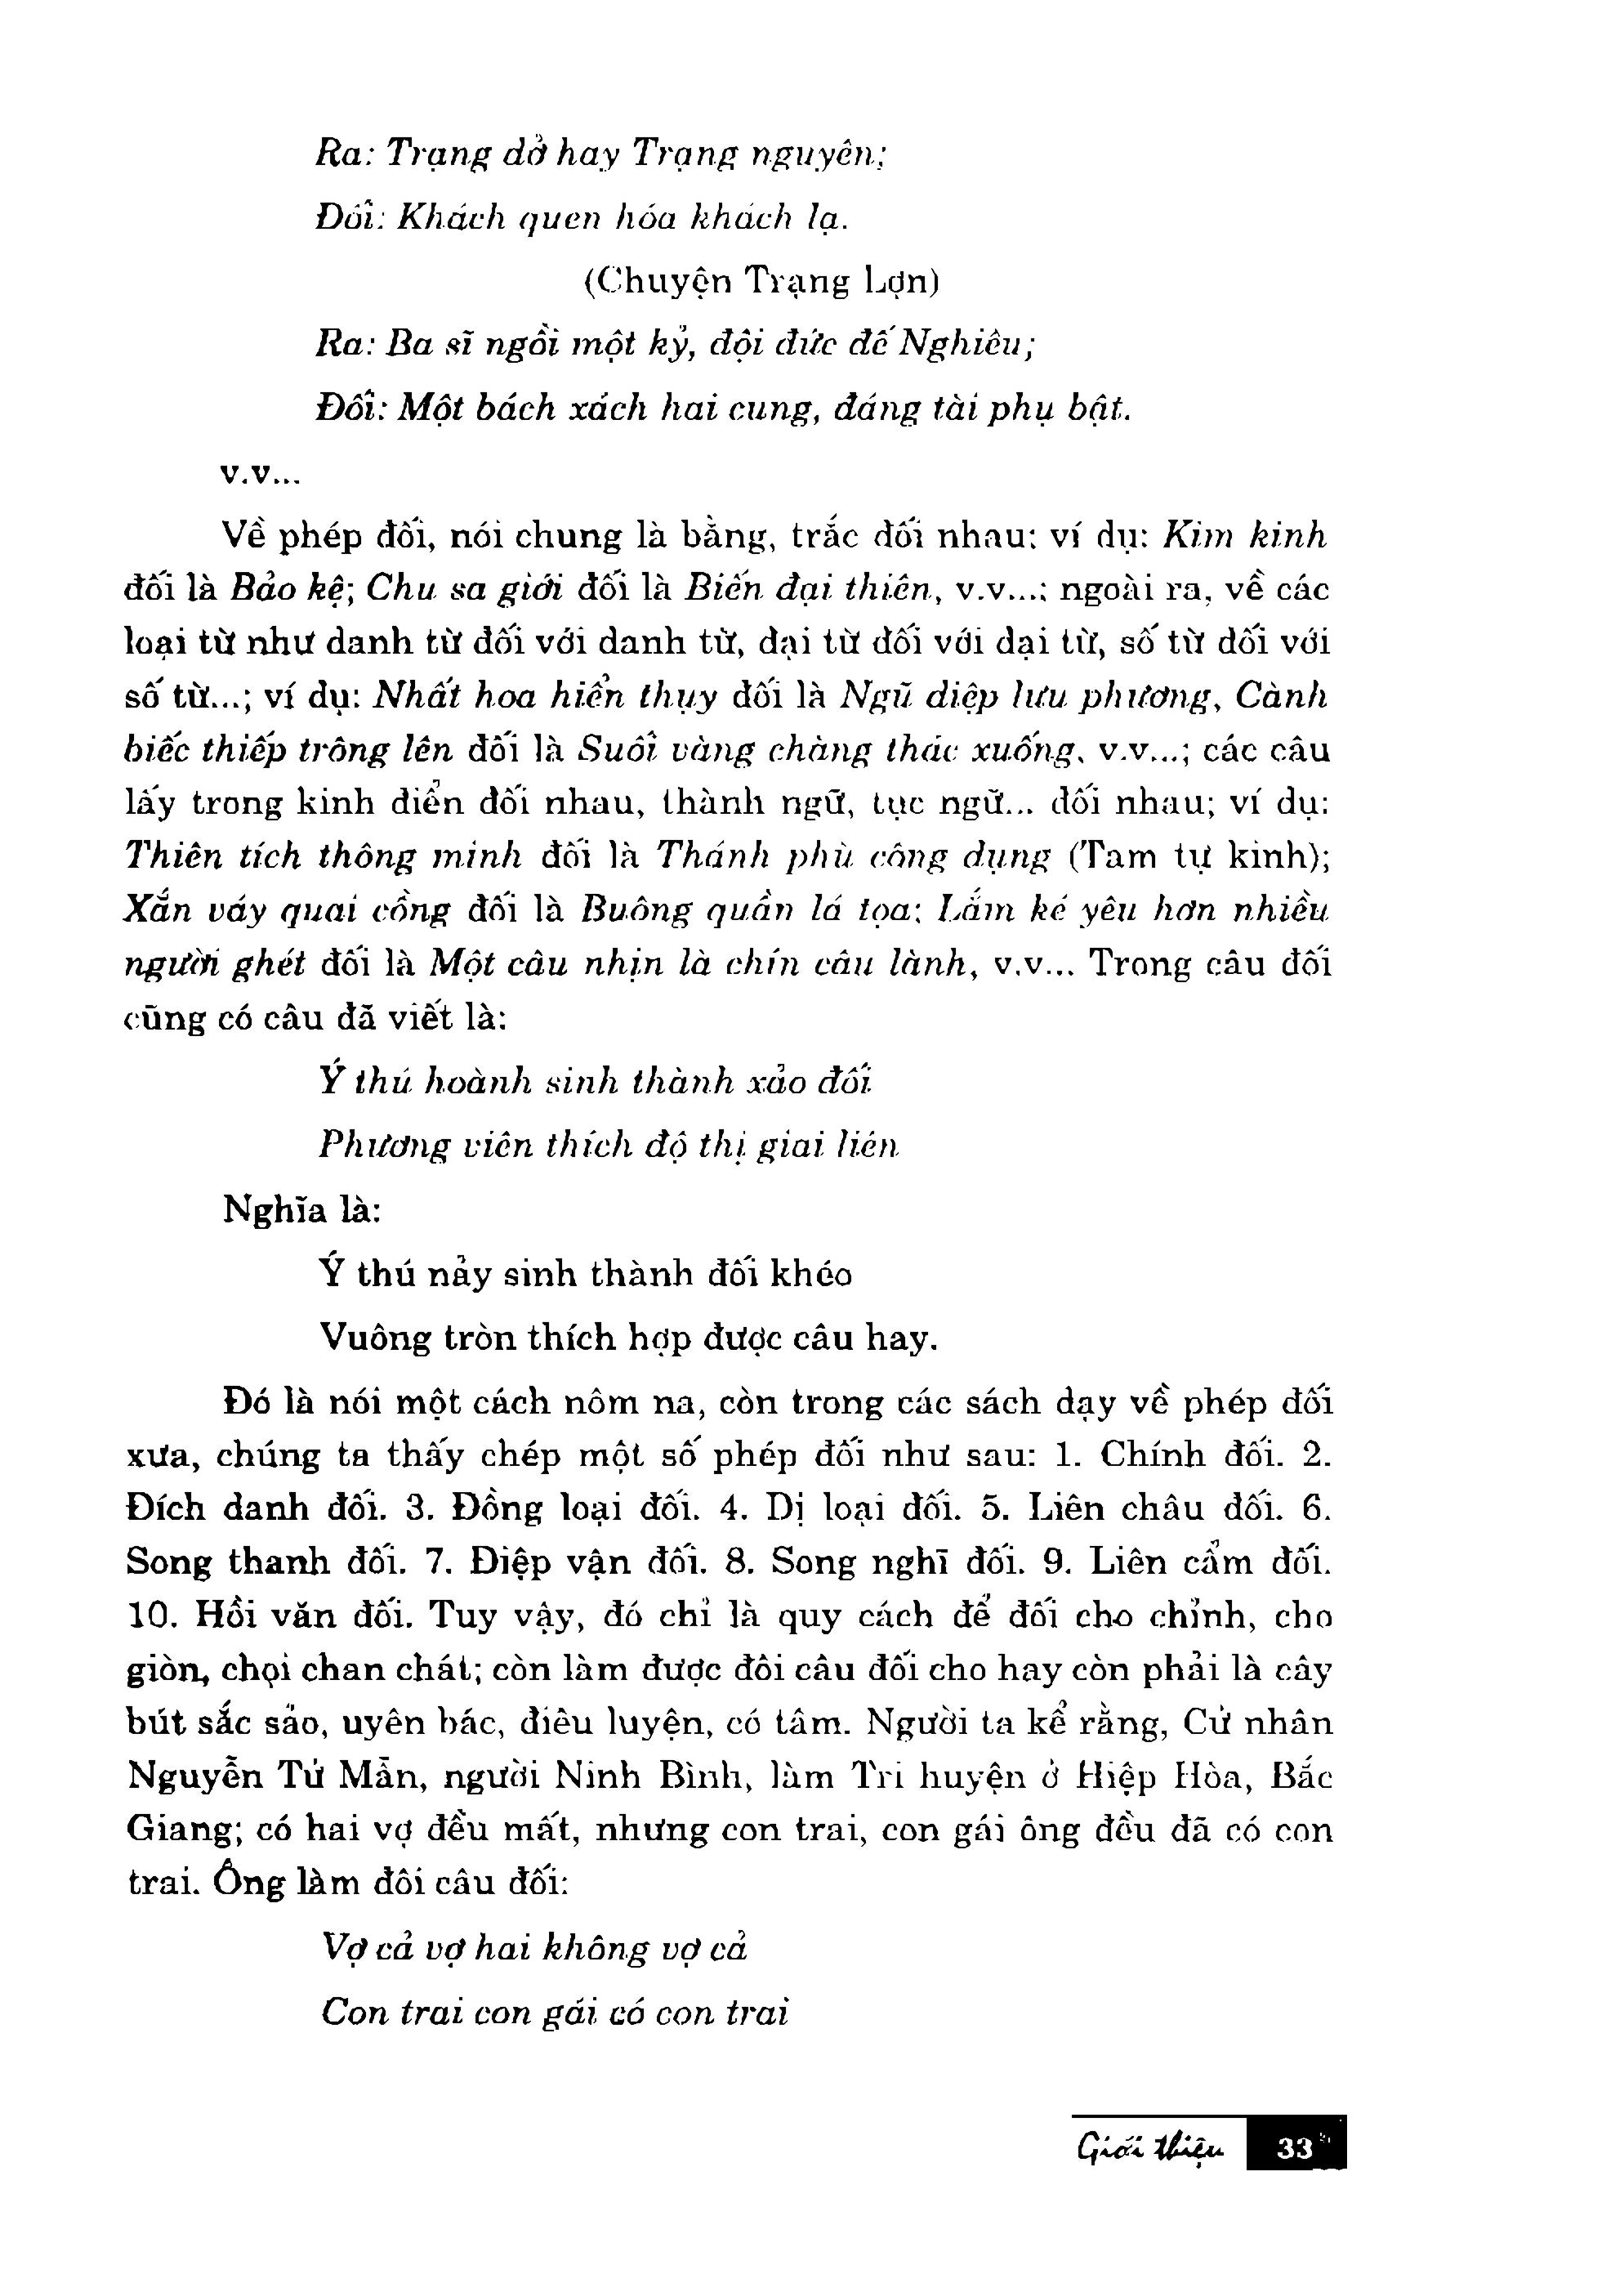 Ra: Trạng dở hay Trạng nguyên;
Đối: Khách quen hóa khách lạ.
(Chuyện Trạng Lợn)
Ra: Ba sĩ ngồi một kỷ, đội đức đế Nghiêu;
Đối: Một bách xách hai cung, đáng tài phụ bật.
v.v...
Về phép đối, nói chung là bằng, trắc đối nhau; ví dụ: Kim kinh
đối là Bảo kệ; Chu sa giới đối là Biến đại thiên, v.v...; ngoài ra, về các
loại từ như danh từ đối với danh từ, đại từ đối với đại từ, số từ đối với
số từ...; ví dụ: Nhất hoa hiển thụy đối là Ngũ diệp lưu phương, Cành
biếc thiếp trông lên đối là Suối vàng chàng thác xuống, v.v...; các câu
lấy trong kinh điển đối nhau, thành ngữ, tục ngữ... đối nhau; ví dụ:
Thiên tích thông minh đối là Thánh phù công dụng (Tam tự kinh);
Xắn váy quai cồng đối là Buông quần lá tọa; Lắm kẻ yêu hơn nhiều
người ghét đối là Một câu nhịn là chín câu lành, v.v... Trong câu đối
cũng có câu đã viết là:
Ý thú hoành sinh thành xảo đối
Phương viên thích độ thị giai liên
Nghĩa là:
Ý thú nảy sinh thành đối khéo
Vuông tròn thích hợp được câu hay.
Đó là nói một cách nôm na, còn trong các sách dạy về phép đối
xưa, chúng ta thấy chép một số phép đối như sau: 1. Chính đối. 2.
Đích danh đối. 3. Đồng loại đối. 4. Dị loại đối. 5. Liên châu đối. 6.
Song thanh đối. 7. Điệp vận đối. 8. Song nghĩ đối. 9. Liên cẩm đối.
10. Hồi văn đối. Tuy vậy, đó chỉ là quy cách để đối cho chỉnh, cho
giòn, chọi chan chát; còn làm được đôi câu đối cho hay còn phải là cây
bút sắc sảo, uyên bác, điêu luyện, có tâm. Người ta kể rằng, Cử nhân
Nguyễn Tử Mẫn, người Ninh Bình, làm Tri huyện ở Hiệp Hòa, Bắc
Giang; có hai vợ đều mất, nhưng con trai, con gái ông đều đã có con
trai. Ông làm đôi câu đối:
Vợ cả vợ hai không vợ cả
Con trai con gái có con trai
Giới thiệu 33